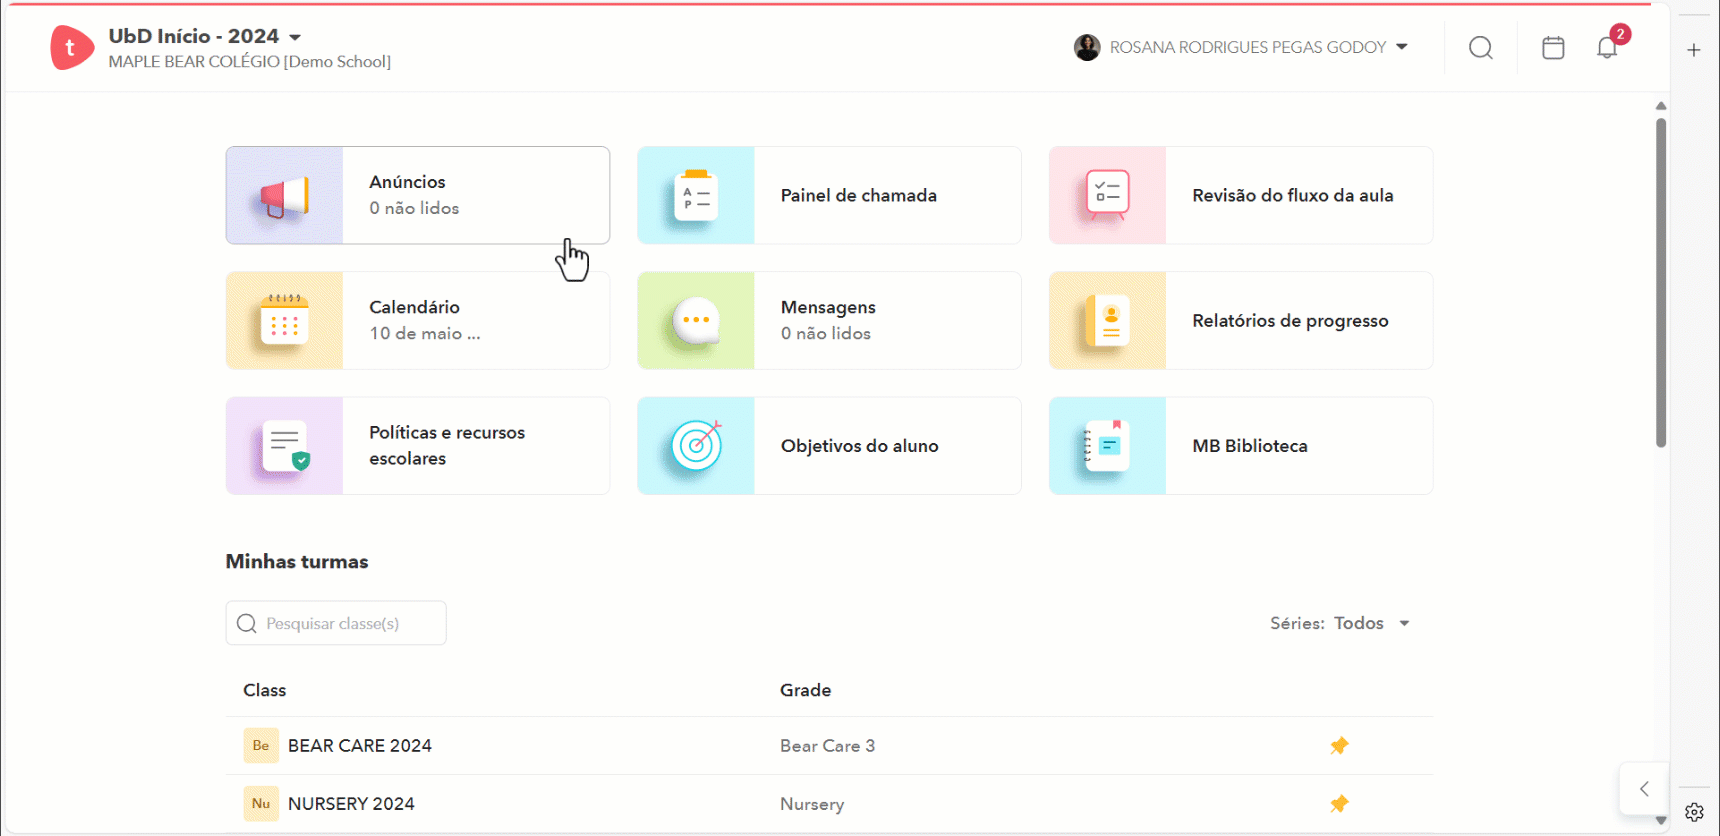 t
UbD Início - 2024
MAPLE BEAR COLÉGIO [Demo School]
ROSANA RODRIGUES PEGAS GODOY
2
Anúncios
0 não lidos
A
P
Painel de chamada
Revisão do fluxo da aula
Calendário
10 de maio ...
Mensagens
0 não lidos
Relatórios de progresso
Políticas e recursos
escolares
Objetivos do aluno
MB Biblioteca
Minhas turmas
Pesquisar classe(s)
Séries: Todos
Class Grade
Be BEAR CARE 2024 Bear Care 3
Nu NURSERY 2024 Nursery